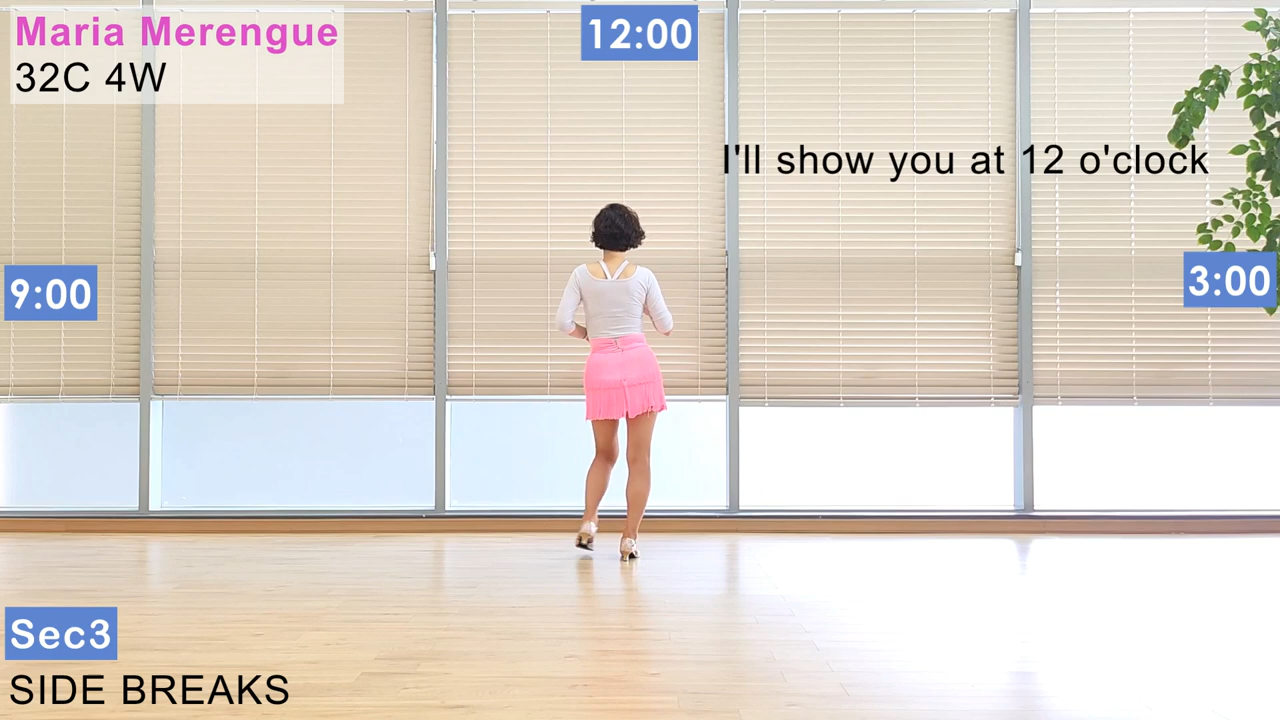 Maria Merengue
32C 4W
12:00
I'll show you at 12 o'clock
9:00
3:00
Sec3
SIDE BREAKS